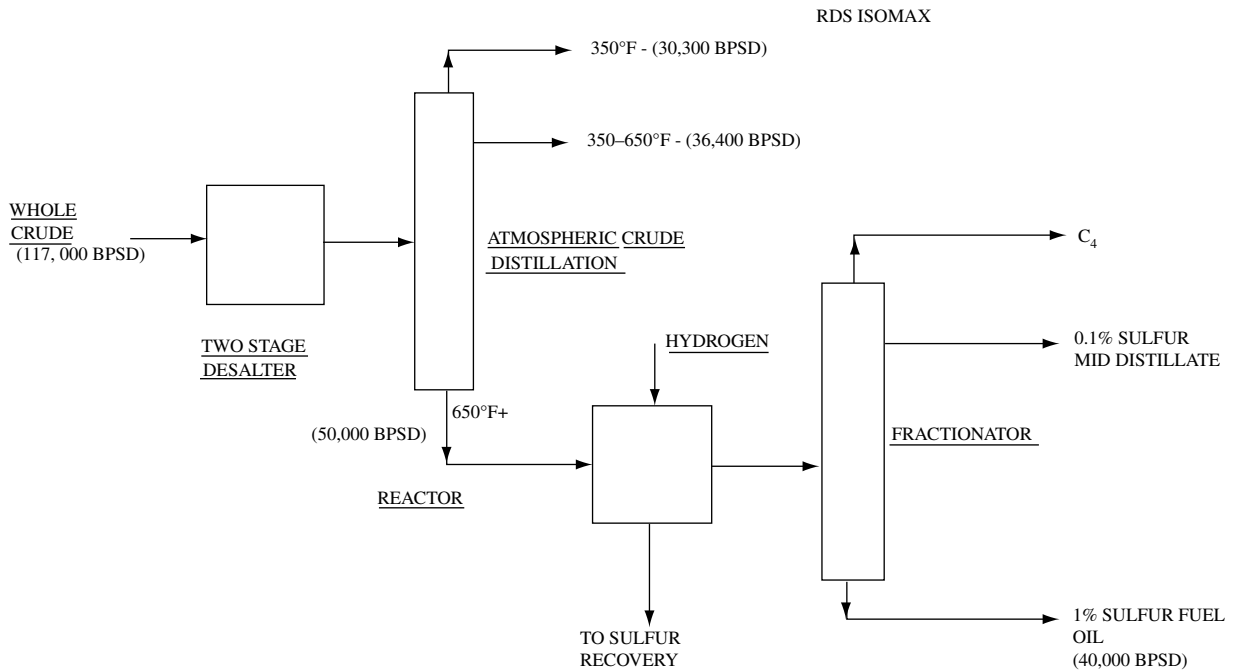 RDS ISOMAX
350°F - (30,300 BPSD)
350–650°F - (36,400 BPSD)
WHOLE
CRUDE
(117, 000 BPSD)
ATMOSPHERIC CRUDE
DISTILLATION
C4
TWO STAGE
DESALTER
HYDROGEN
0.1% SULFUR
MID DISTILLATE
650°F+
(50,000 BPSD)
FRACTIONATOR
REACTOR
TO SULFUR
RECOVERY
1% SULFUR FUEL
OIL
(40,000 BPSD)